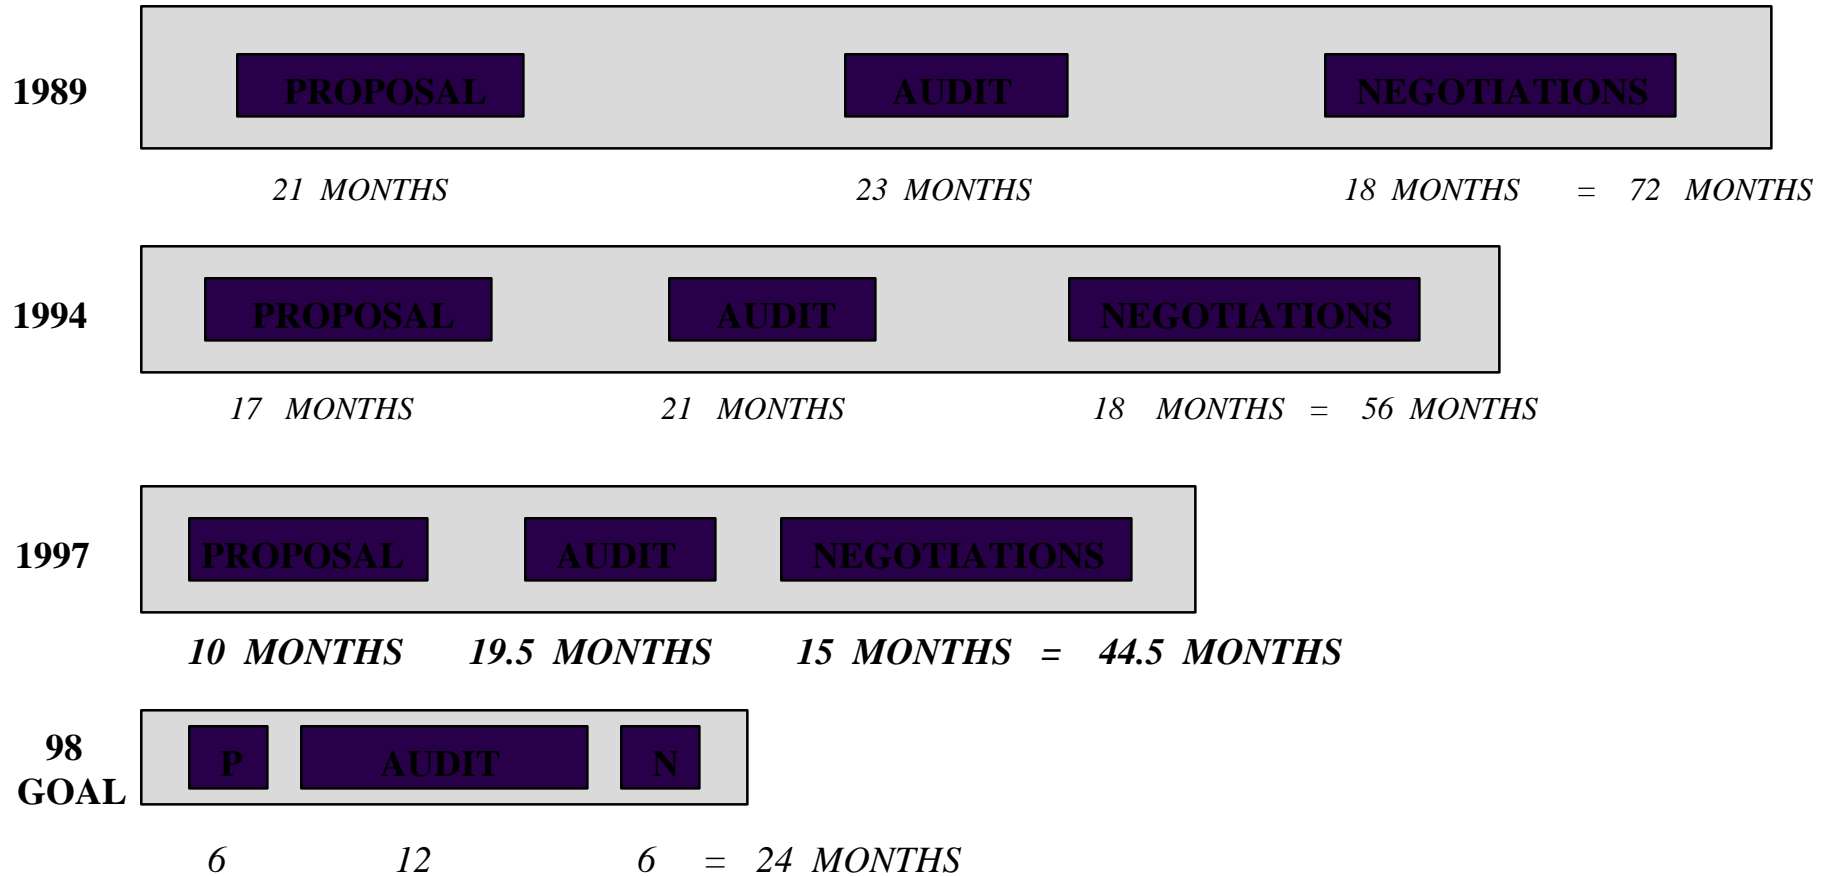 1989 PROPOSAL AUDIT NEGOTIATIONS
21 MONTHS 23 MONTHS 18 MONTHS = 72 MONTHS
1994 PROPOSAL AUDIT NEGOTIATIONS
17 MONTHS 21 MONTHS 18 MONTHS = 56 MONTHS
1997 PROPOSAL AUDIT NEGOTIATIONS
10 MONTHS 19.5 MONTHS 15 MONTHS = 44.5 MONTHS
98
GOAL
P AUDIT N
6 12 6 = 24 MONTHS